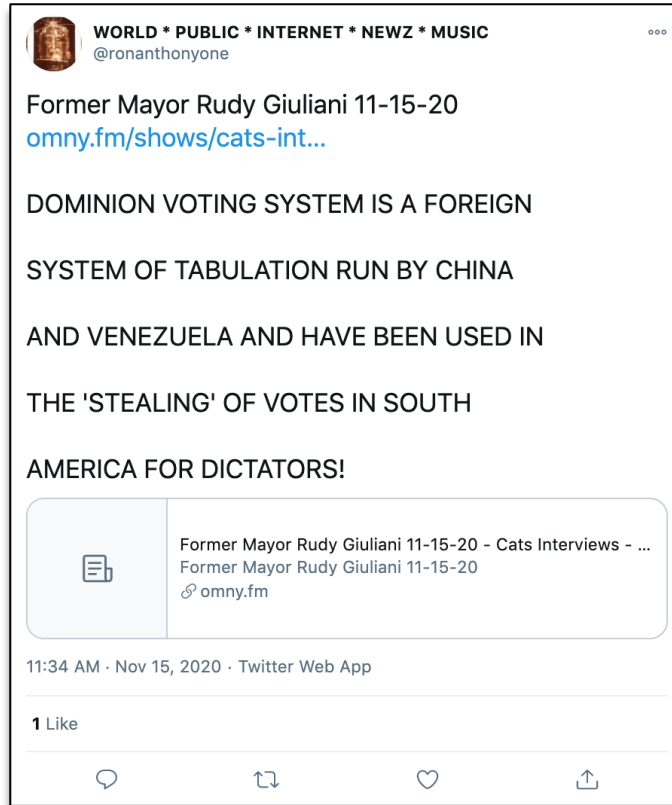 WORLD * PUBLIC * INTERNET * NEWZ * MUSIC
@ronanthonyone
Former Mayor Rudy Giuliani 11-15-20
omny.fm/shows/cats-int...
DOMINION VOTING SYSTEM IS A FOREIGN
SYSTEM OF TABULATION RUN BY CHINA
AND VENEZUELA AND HAVE BEEN USED IN
THE 'STEALING' OF VOTES IN SOUTH
AMERICA FOR DICTATORS!
Former Mayor Rudy Giuliani 11-15-20 - Cats Interviews - ...
Former Mayor Rudy Giuliani 11-15-20
omny.fm
11:34 AM · Nov 15, 2020 · Twitter Web App
1 Like